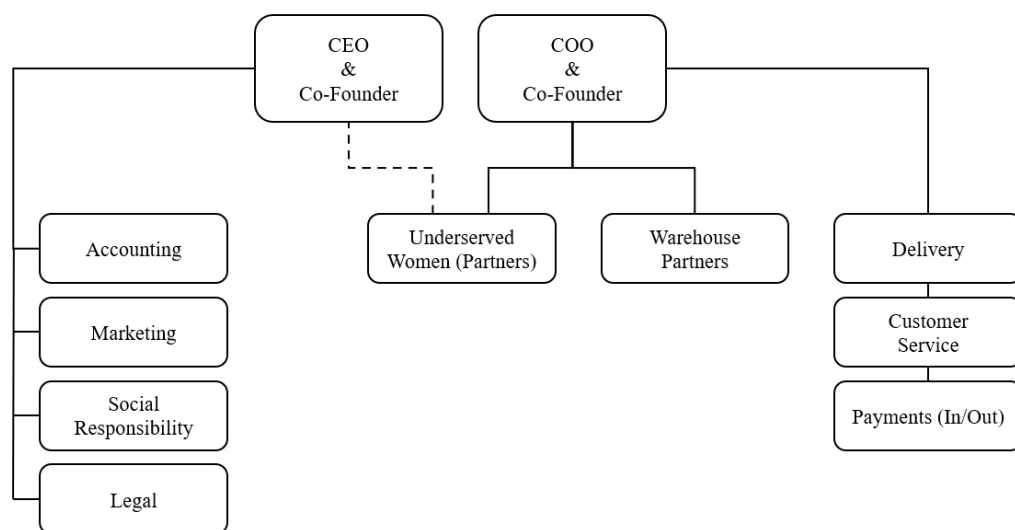 CEO
&
Co-Founder
COO
&
Co-Founder
Underserved
Women (Partners)
Warehouse
Partners
Accounting
Marketing
Social
Responsibility
Legal
Delivery
Customer
Service
Payments (In/Out)